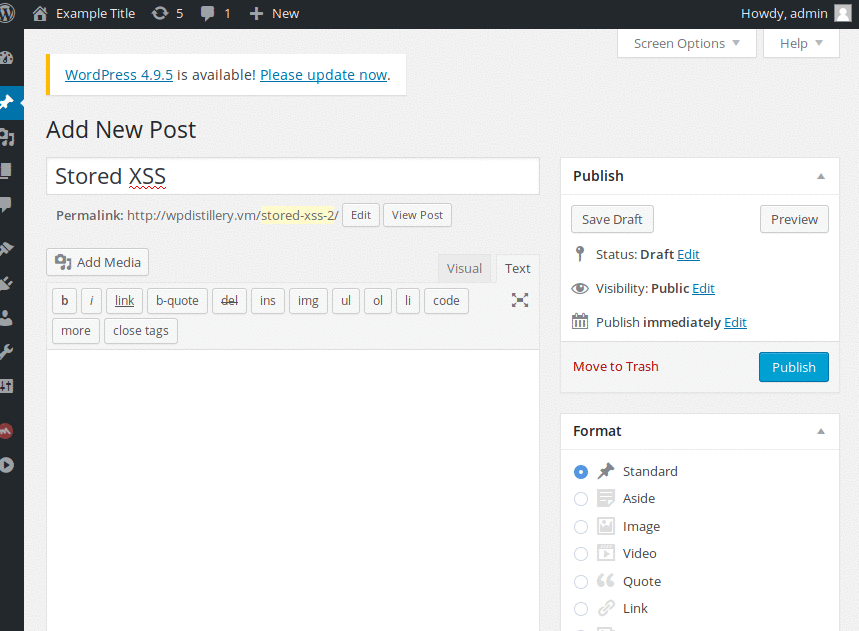 Example Title 5 1 New Howdy, admin
Screen Options Help
WordPress 4.9.5 is available! Please update now.
Add New Post
Stored XSS
Permalink: http://wpdistillery.vm/stored-xss-2/ Edit View Post
Add Media
Visual Text
b i link b-quote del ins img ul ol li code
more close tags
Publish
Save Draft Preview
Status: Draft Edit
Visibility: Public Edit
Publish immediately Edit
Move to Trash Publish
Format
Standard
Aside
Image
Video
Quote
Link